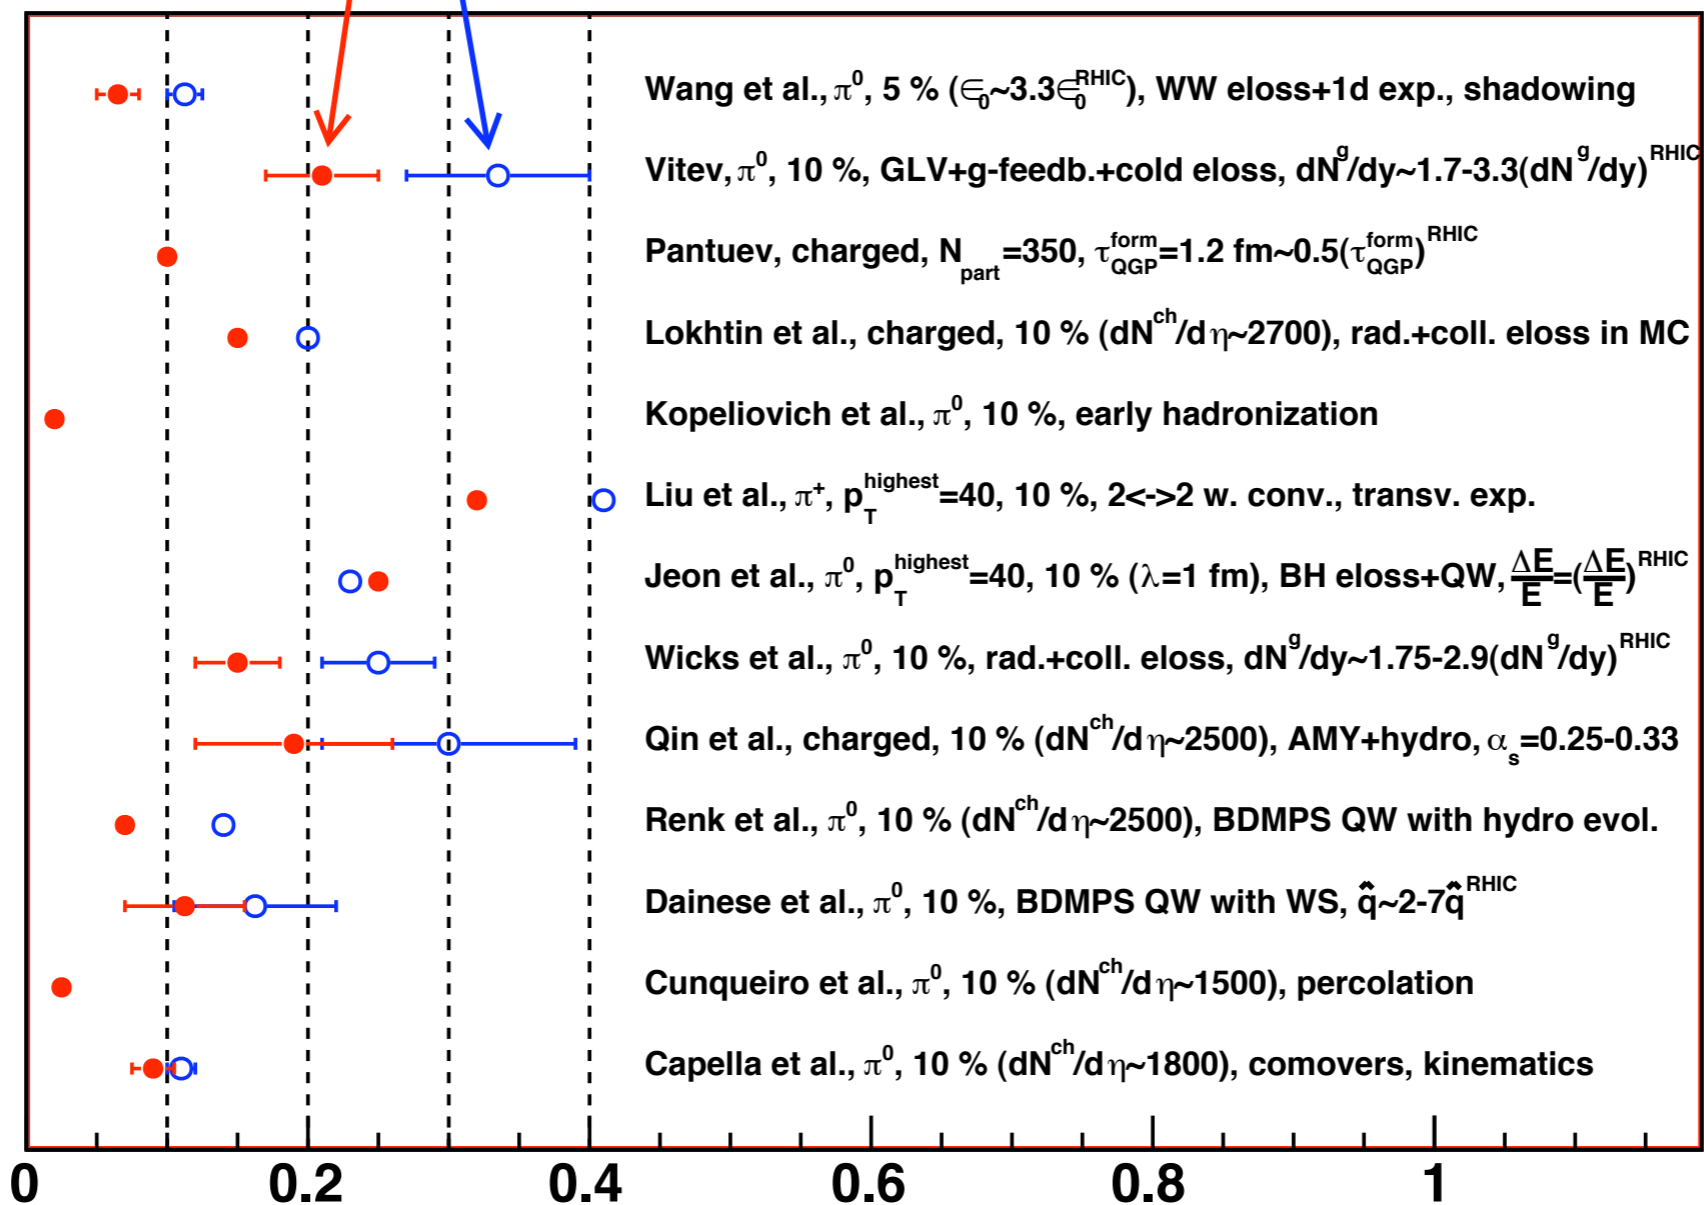 Wang et al., π⁰, 5 % (∈₀~3.3∈₀^RHIC), WW eloss+1d exp., shadowing
Vitev, π⁰, 10 %, GLV+g-feedb.+cold eloss, dN^g/dy~1.7-3.3(dN^g/dy)^RHIC
Pantuev, charged, N_part=350, τ_QGP^form=1.2 fm~0.5(τ_QGP^form)^RHIC
Lokhtin et al., charged, 10 % (dN^ch/dη~2700), rad.+coll. eloss in MC
Kopeliovich et al., π⁰, 10 %, early hadronization
Liu et al., π⁺, p_T^highest=40, 10 %, 2<->2 w. conv., transv. exp.
Jeon et al., π⁰, p_T^highest=40, 10 % (λ=1 fm), BH eloss+QW, ΔE/E=(ΔE/E)^RHIC
Wicks et al., π⁰, 10 %, rad.+coll. eloss, dN^g/dy~1.75-2.9(dN^g/dy)^RHIC
Qin et al., charged, 10 % (dN^ch/dη~2500), AMY+hydro, α_s=0.25-0.33
Renk et al., π⁰, 10 % (dN^ch/dη~2500), BDMPS QW with hydro evol.
Dainese et al., π⁰, 10 %, BDMPS QW with WS, q̂~2-7q̂^RHIC
Cunqueiro et al., π⁰, 10 % (dN^ch/dη~1500), percolation
Capella et al., π⁰, 10 % (dN^ch/dη~1800), comovers, kinematics
0 0.2 0.4 0.6 0.8 1